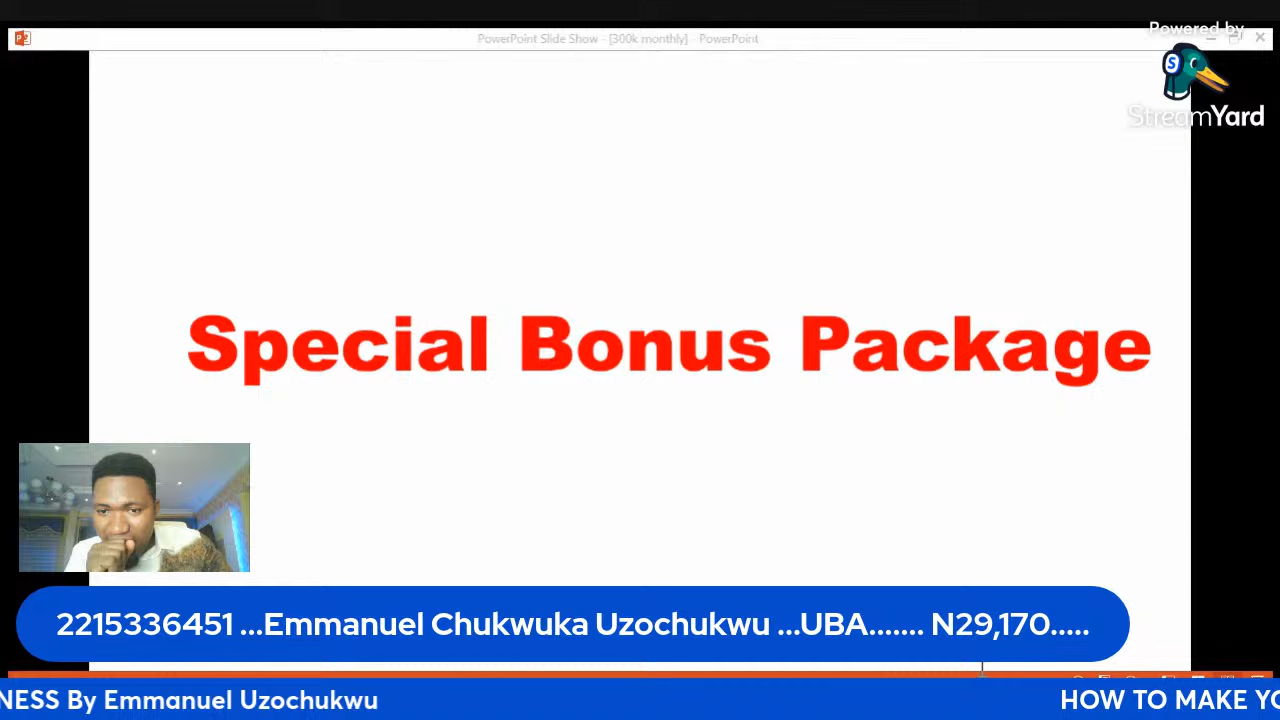 Powered by
PowerPoint Slide Show - [300k monthly] - PowerPoint
StreamYard
Special Bonus Package
2215336451 ...Emmanuel Chukwuka Uzochukwu ...UBA....... N29,170.....
NESS By Emmanuel Uzochukwu
HOW TO MAKE YO